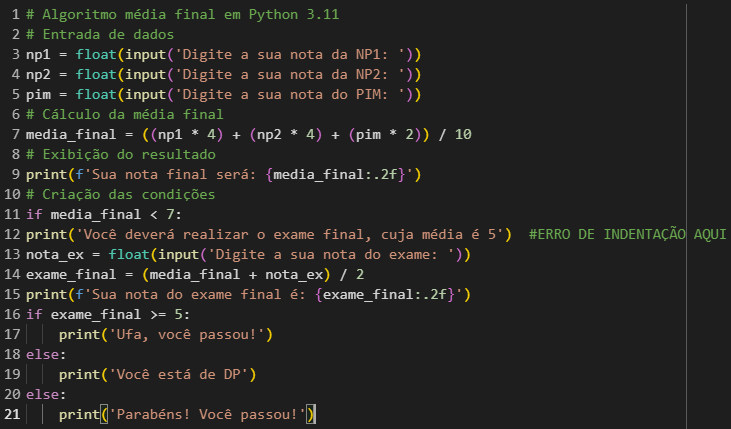 1 # Algoritmo média final em Python 3.11
2 # Entrada de dados
3 np1 = float(input('Digite a sua nota da NP1: '))
4 np2 = float(input('Digite a sua nota da NP2: '))
5 pim = float(input('Digite a sua nota do PIM: '))
6 # Cálculo da média final
7 media_final = ((np1 * 4) + (np2 * 4) + (pim * 2)) / 10
8 # Exibição do resultado
9 print(f'Sua nota final será: {media_final:.2f}')
10 # Criação das condições
11 if media_final < 7:
12 print('Você deverá realizar o exame final, cuja média é 5')  #ERRO DE INDENTAÇÃO AQUI
13 nota_ex = float(input('Digite a sua nota do exame: '))
14 exame_final = (media_final + nota_ex) / 2
15 print(f'Sua nota do exame final é: {exame_final:.2f}')
16 if exame_final >= 5:
17     print('Ufa, você passou!')
18 else:
19     print('Você está de DP')
20 else:
21     print('Parabéns! Você passou!')